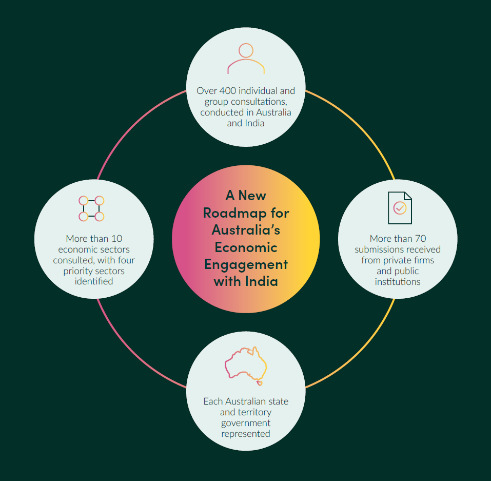 Over 400 individual and
group consultations,
conducted in Australia
and India
A New
Roadmap for
Australia's
Economic
Engagement
with India
More than 10
economic sectors
consulted, with four
priority sectors
identified
More than 70
submissions received
from private firms
and public
institutions
Each Australian state
and territory
government
represented